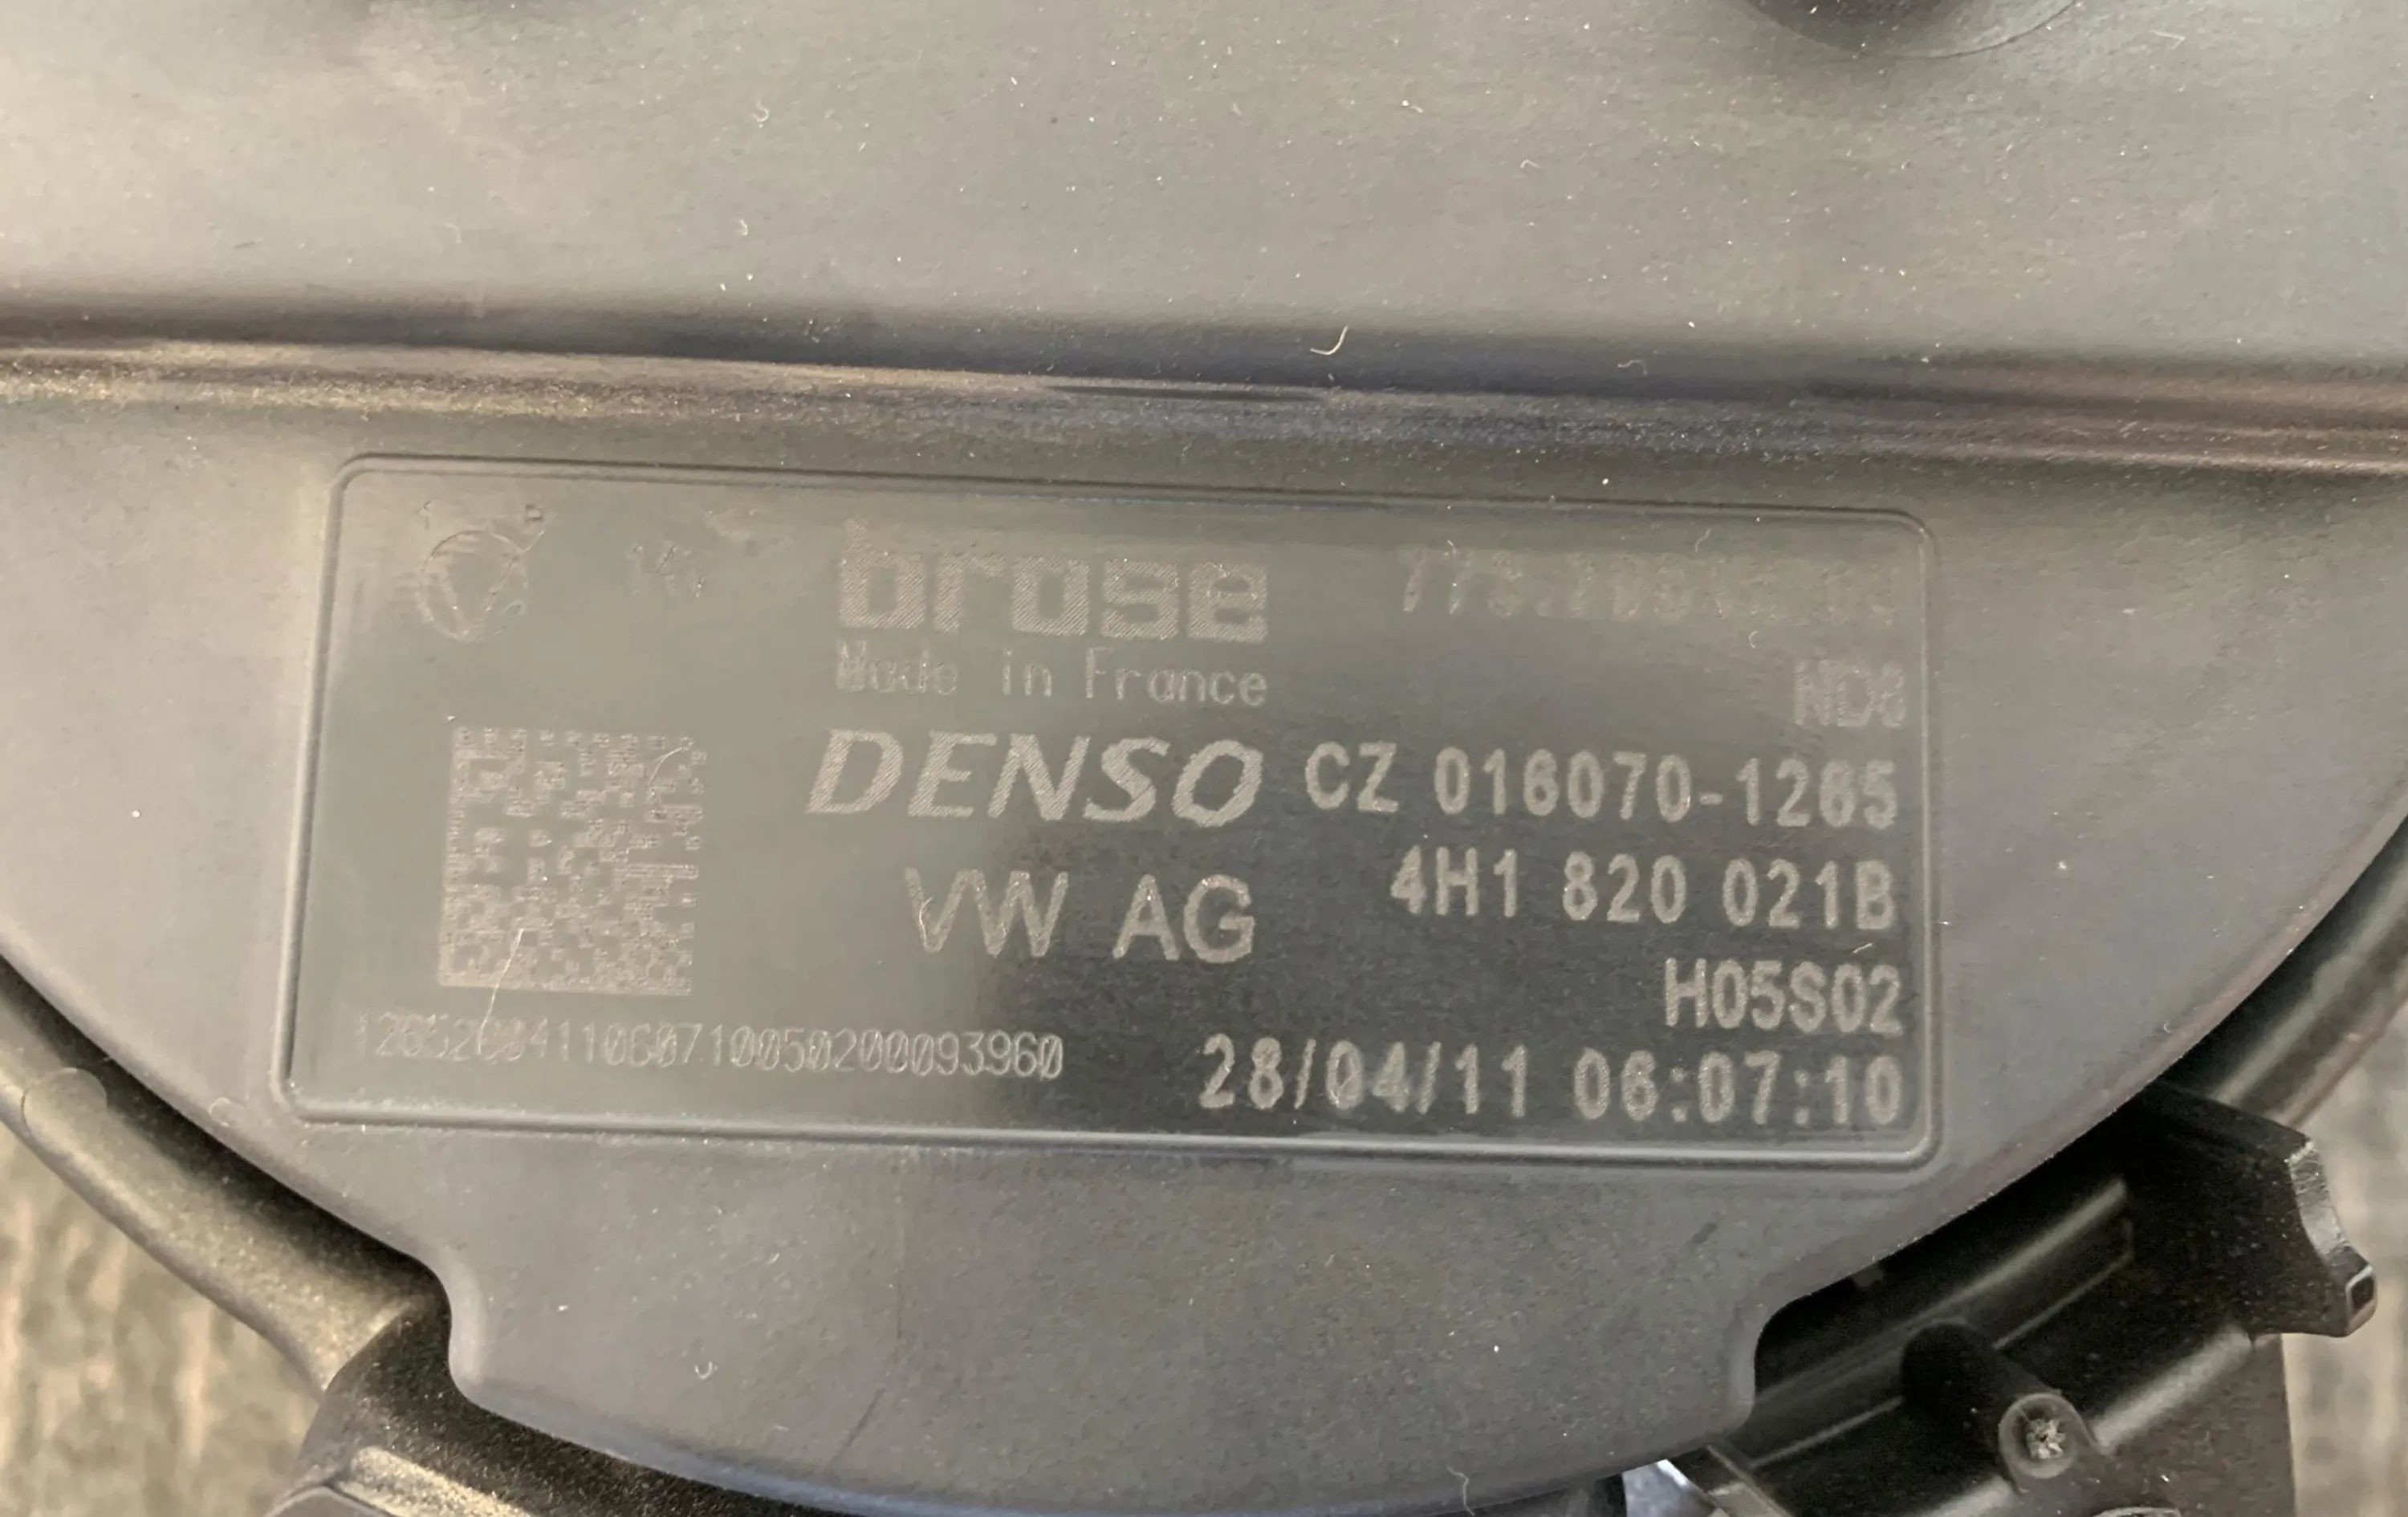 brose
Made in France
ND8
DENSO CZ 016070-1265
VW AG 4H1 820 021B
H05S02
1265280411060710050200093960
28/04/11 06:07:10